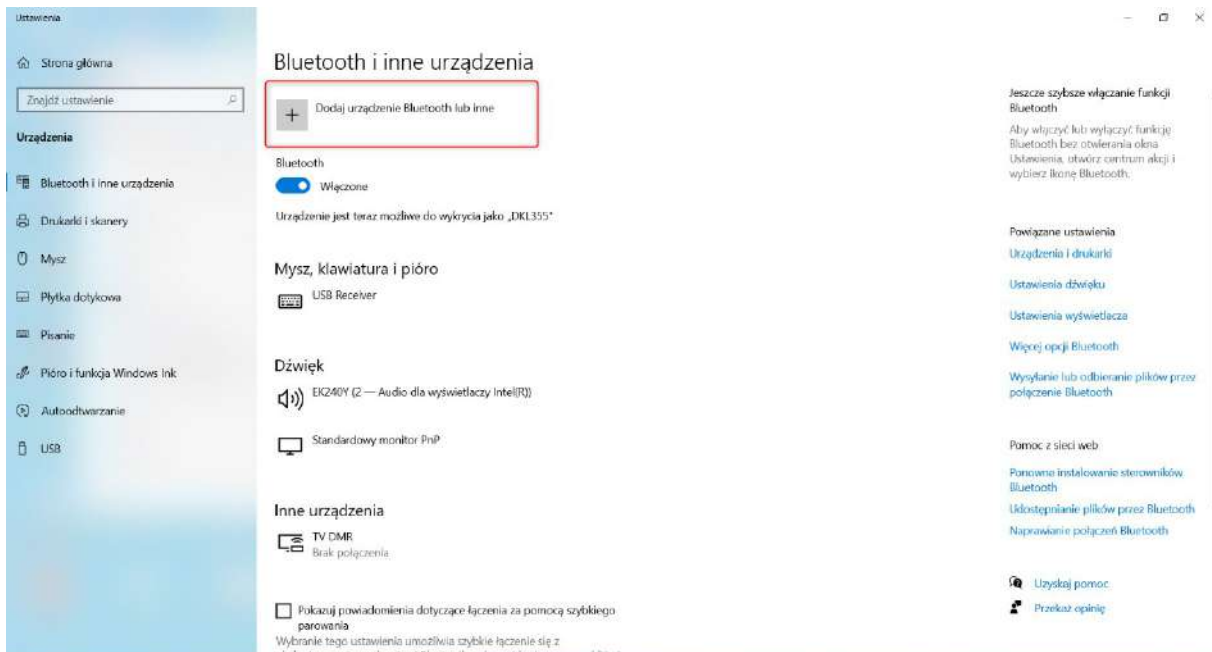 Ustawienia
Strona główna
Znajdź ustawienie
Urządzenia
Bluetooth i inne urządzenia
Drukarki i skanery
Mysz
Płytka dotykowa
Pisanie
Pióro i funkcja Windows Ink
Autoodtwarzanie
USB
Bluetooth i inne urządzenia
Dodaj urządzenie Bluetooth lub inne
Bluetooth
Włączone
Urządzenie jest teraz możliwe do wykrycia jako „DKL355”
Mysz, klawiatura i pióro
USB Receiver
Dźwięk
EK240Y (2 — Audio dla wyświetlaczy Intel(R))
Standardowy monitor PnP
Inne urządzenia
TV DMR
Brak połączenia
Pokazuj powiadomienia dotyczące łączenia za pomocą szybkiego
parowania
Wybranie tego ustawienia umożliwia szybkie łączenie się z
Jeszcze szybsze włączanie funkcji
Bluetooth
Aby włączyć lub wyłączyć funkcję
Bluetooth bez otwierania okna
Ustawienia, otwórz centrum akcji i
wybierz ikonę Bluetooth.
Powiązane ustawienia
Urządzenia i drukarki
Ustawienia dźwięku
Ustawienia wyświetlacza
Więcej opcji Bluetooth
Wysyłanie lub odbieranie plików przez
połączenie Bluetooth
Pomoc z sieci web
Ponowne instalowanie sterowników
Bluetooth
Udostępnianie plików przez Bluetooth
Naprawianie połączeń Bluetooth
Uzyskaj pomoc
Przekaż opinię